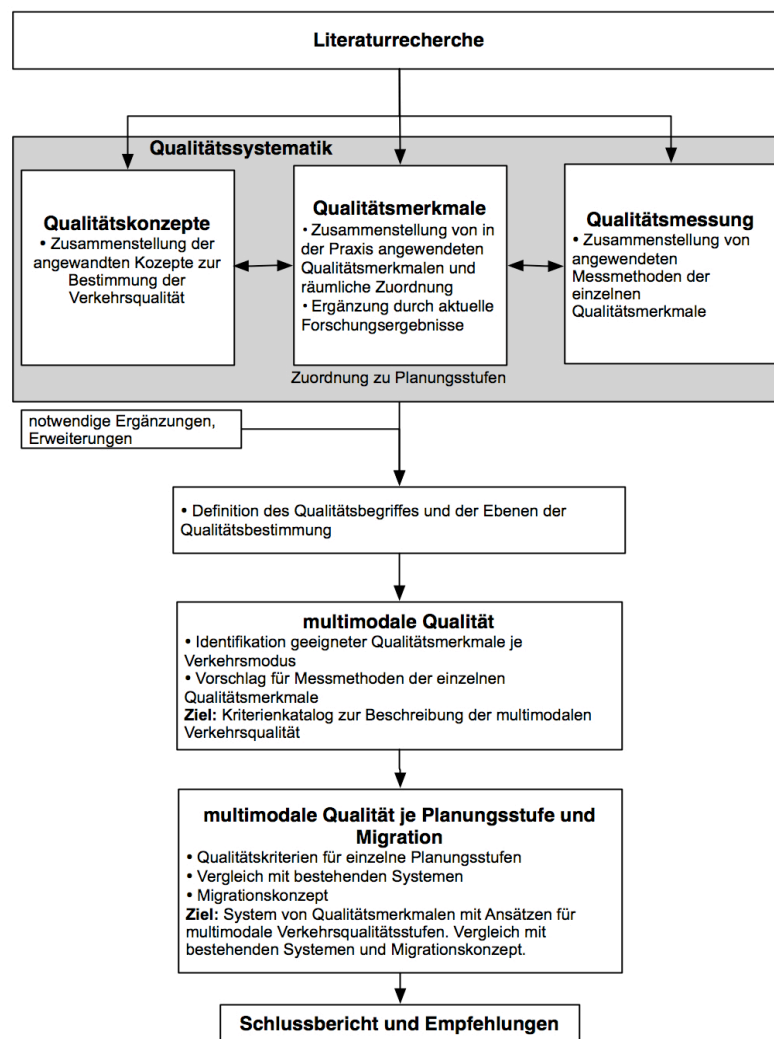 Literaturrecherche
Qualitätssystematik
Qualitätskonzepte
• Zusammenstellung der
angewandten Kozepte zur
Bestimmung der
Verkehrsqualität
Qualitätsmerkmale
• Zusammenstellung von in
der Praxis angewendeten
Qualitätsmerkmalen und
räumliche Zuordnung
• Ergänzung durch aktuelle
Forschungsergebnisse
Qualitätsmessung
• Zusammenstellung von
angewendeten
Messmethoden der
einzelnen
Qualitätsmerkmale
Zuordnung zu Planungsstufen
notwendige Ergänzungen,
Erweiterungen
• Definition des Qualitätsbegriffes und der Ebenen der
Qualitätsbestimmung
multimodale Qualität
• Identifikation geeigneter Qualitätsmerkmale je
Verkehrsmodus
• Vorschlag für Messmethoden der einzelnen
Qualitätsmerkmale
Ziel: Kriterienkatalog zur Beschreibung der multimodalen
Verkehrsqualität
multimodale Qualität je Planungsstufe und
Migration
• Qualitätskriterien für einzelne Planungsstufen
• Vergleich mit bestehenden Systemen
• Migrationskonzept
Ziel: System von Qualitätsmerkmalen mit Ansätzen für
multimodale Verkehrsqualitätsstufen. Vergleich mit
bestehenden Systemen und Migrationskonzept.
Schlussbericht und Empfehlungen